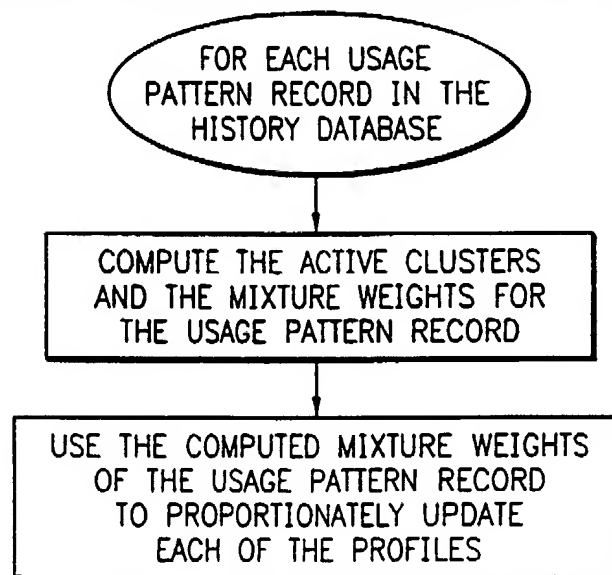 FOR EACH USAGE
PATTERN RECORD IN THE
HISTORY DATABASE
COMPUTE THE ACTIVE CLUSTERS
AND THE MIXTURE WEIGHTS FOR
THE USAGE PATTERN RECORD
USE THE COMPUTED MIXTURE WEIGHTS
OF THE USAGE PATTERN RECORD
TO PROPORTIONATELY UPDATE
EACH OF THE PROFILES